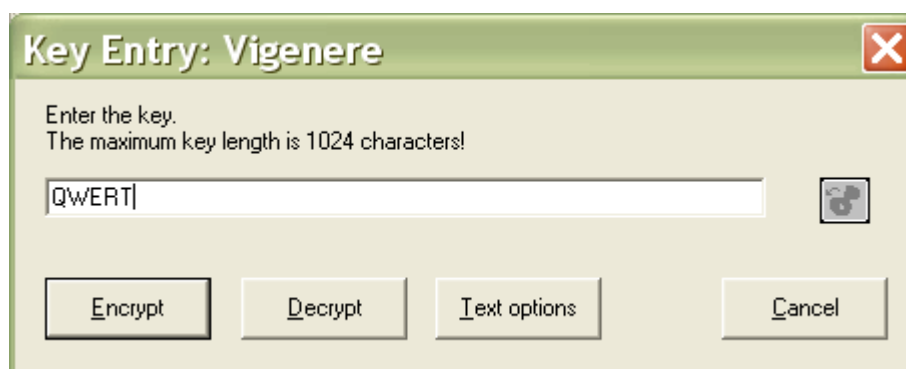 Key Entry: Vigenere
Enter the key.
The maximum key length is 1024 characters!
QWERT
Encrypt Decrypt Text options Cancel